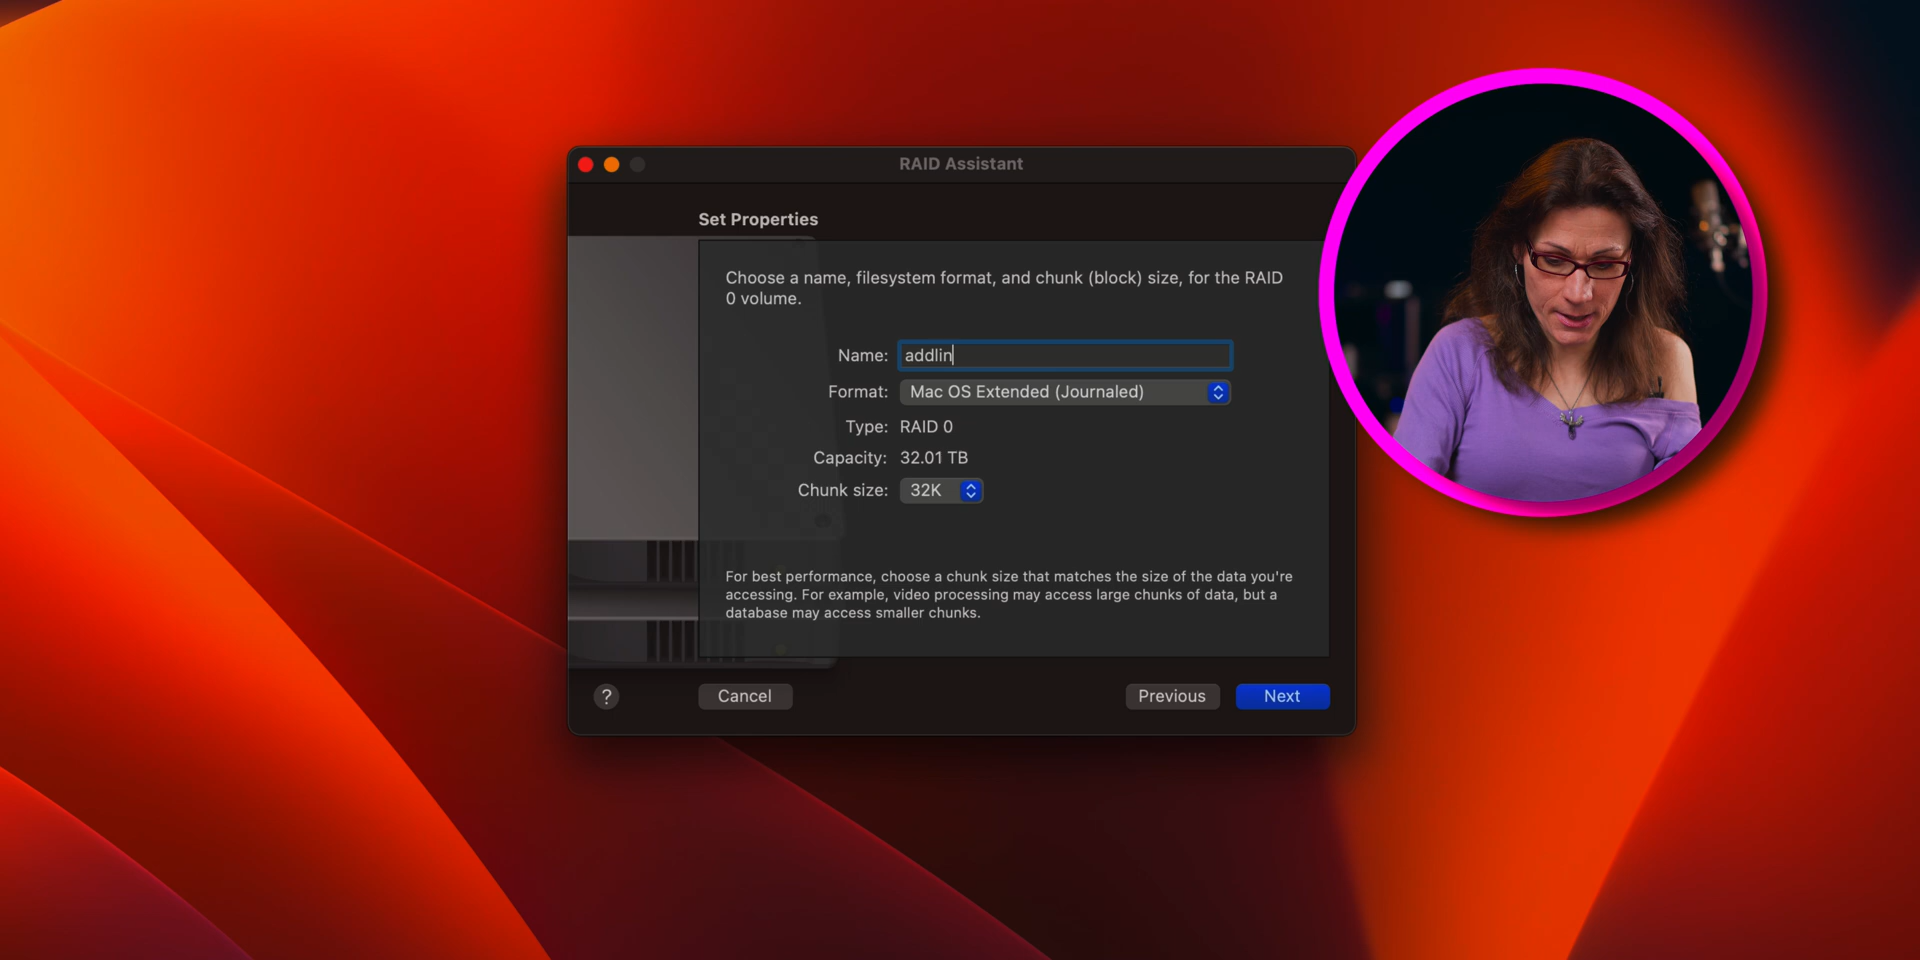 RAID Assistant
Set Properties
Choose a name, filesystem format, and chunk (block) size, for the RAID
0 volume.
Name: addlin
Format: Mac OS Extended (Journaled)
Type: RAID 0
Capacity: 32.01 TB
Chunk size: 32K
For best performance, choose a chunk size that matches the size of the data you're
accessing. For example, video processing may access large chunks of data, but a
database may access smaller chunks.
? Cancel Previous Next